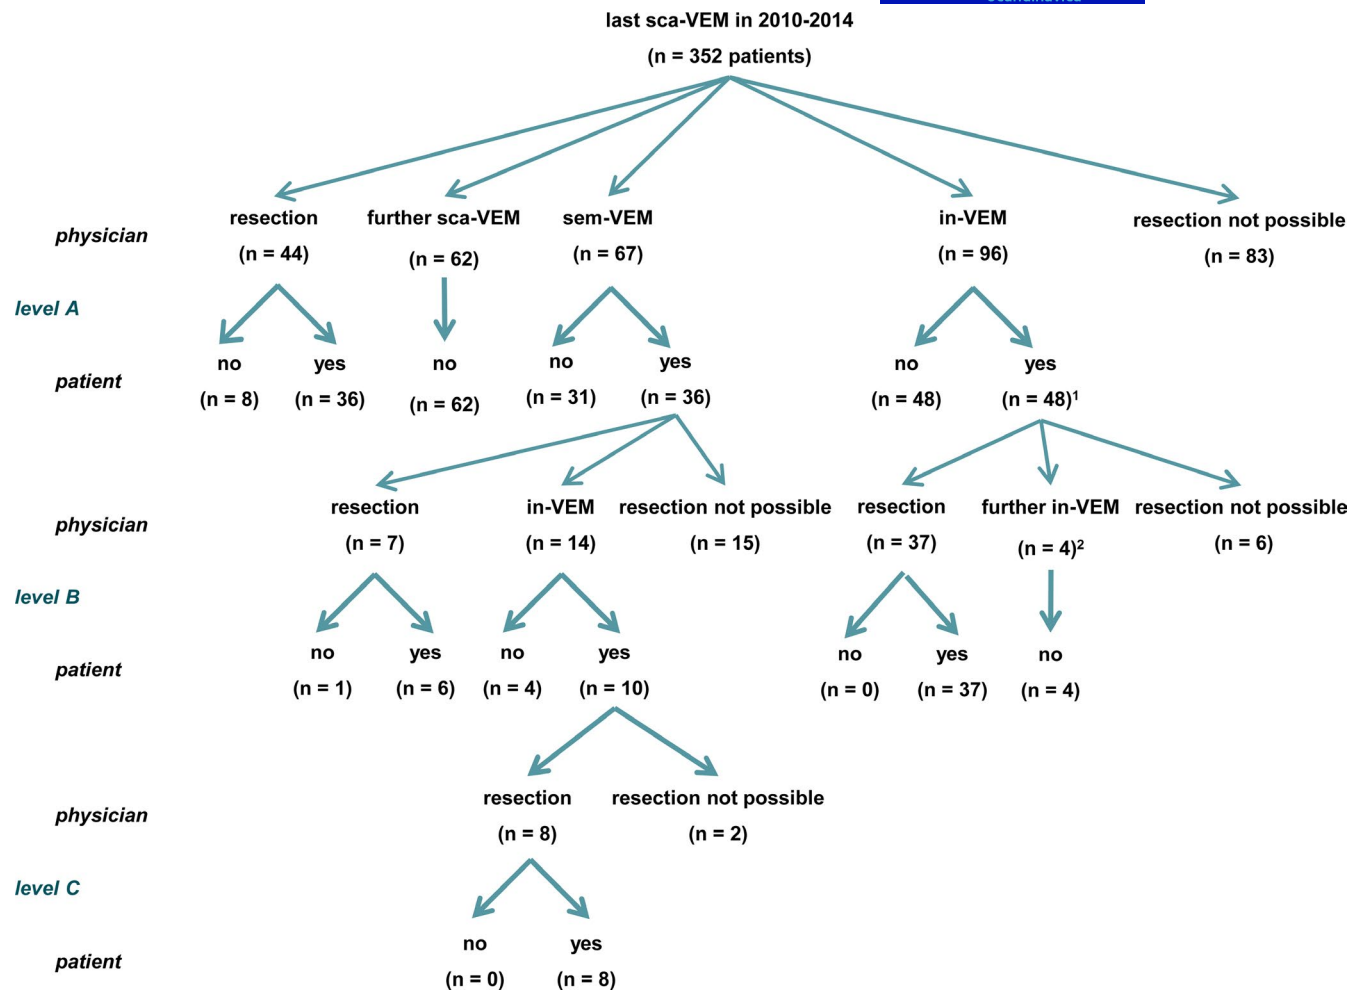 Scandinavica
last sca-VEM in 2010-2014
(n = 352 patients)
physician
resection
(n = 44)
further sca-VEM
(n = 62)
sem-VEM
(n = 67)
in-VEM
(n = 96)
resection not possible
(n = 83)
level A
patient
no
(n = 8)
yes
(n = 36)
no
(n = 62)
no
(n = 31)
yes
(n = 36)
no
(n = 48)
yes
(n = 48)¹
physician
resection
(n = 7)
in-VEM
(n = 14)
resection not possible
(n = 15)
resection
(n = 37)
further in-VEM
(n = 4)²
resection not possible
(n = 6)
level B
patient
no
(n = 1)
yes
(n = 6)
no
(n = 4)
yes
(n = 10)
no
(n = 0)
yes
(n = 37)
no
(n = 4)
physician
resection
(n = 8)
resection not possible
(n = 2)
level C
patient
no
(n = 0)
yes
(n = 8)